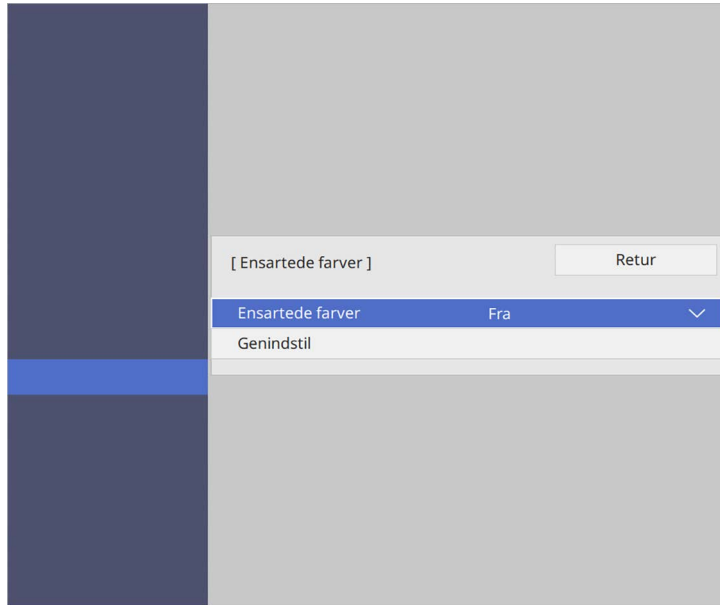 [ Ensartede farver ]
Retur
Ensartede farver Fra
Genindstil